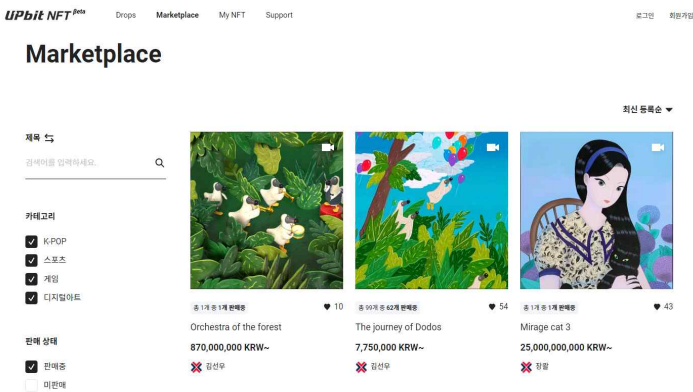 UPbit NFT Beta Drops Marketplace My NFT Support 로그인 회원가입
Marketplace
최신 등록순
제목
검색어를 입력하세요.
카테고리
K-POP
스포츠
게임
디지털아트
판매 상태
판매중
미판매
총 1개 중 1개 판매중 10
Orchestra of the forest
870,000,000 KRW~
김선우
총 99개 중 62개 판매중 54
The journey of Dodos
7,750,000 KRW~
김선우
총 1개 중 1개 판매중 43
Mirage cat 3
25,000,000,000 KRW~
장콸